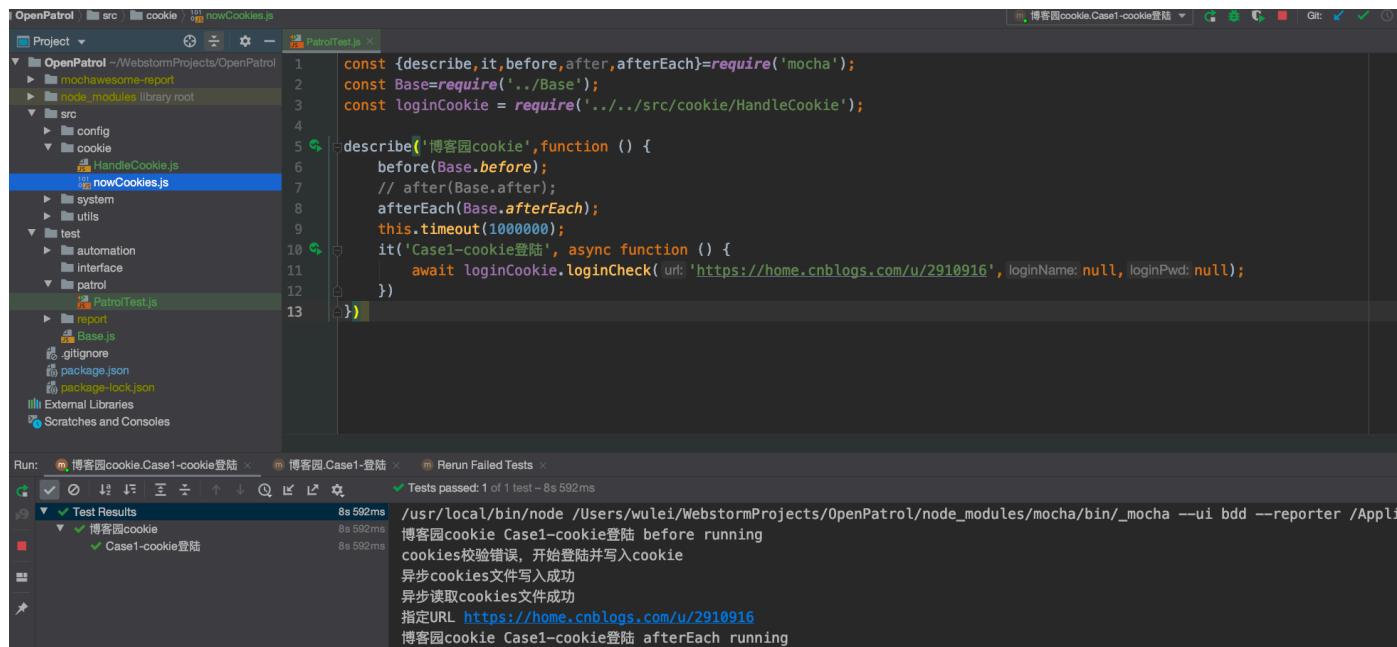 OpenPatrol src cookie nowCookies.js 博客园cookie.Case1-cookie登陆 Git:
Project PatrolTest.js
OpenPatrol ~/WebstormProjects/OpenPatrol
mochawesome-report
node_modules library root
src
config
cookie
HandleCookie.js
nowCookies.js
system
utils
test
automation
interface
patrol
PatrolTest.js
report
Base.js
.gitignore
package.json
package-lock.json
External Libraries
Scratches and Consoles
1 const {describe,it,before,after,afterEach}=require('mocha');
2 const Base=require('../Base');
3 const loginCookie = require('../../src/cookie/HandleCookie');
4
5 describe('博客园cookie',function () {
6 before(Base.before);
7 // after(Base.after);
8 afterEach(Base.afterEach);
9 this.timeout(1000000);
10 it('Case1-cookie登陆', async function () {
11 await loginCookie.loginCheck( url: 'https://home.cnblogs.com/u/2910916', loginName: null, loginPwd: null);
12 })
13 })
Run: 博客园cookie.Case1-cookie登陆 博客园.Case1-登陆 Rerun Failed Tests
Tests passed: 1 of 1 test – 8s 592ms
Test Results 8s 592ms
博客园cookie 8s 592ms
Case1-cookie登陆 8s 592ms
/usr/local/bin/node /Users/wulei/WebstormProjects/OpenPatrol/node_modules/mocha/bin/_mocha --ui bdd --reporter /Appli
博客园cookie Case1-cookie登陆 before running
cookies校验错误，开始登陆并写入cookie
异步cookies文件写入成功
异步读取cookies文件成功
指定URL https://home.cnblogs.com/u/2910916
博客园cookie Case1-cookie登陆 afterEach running